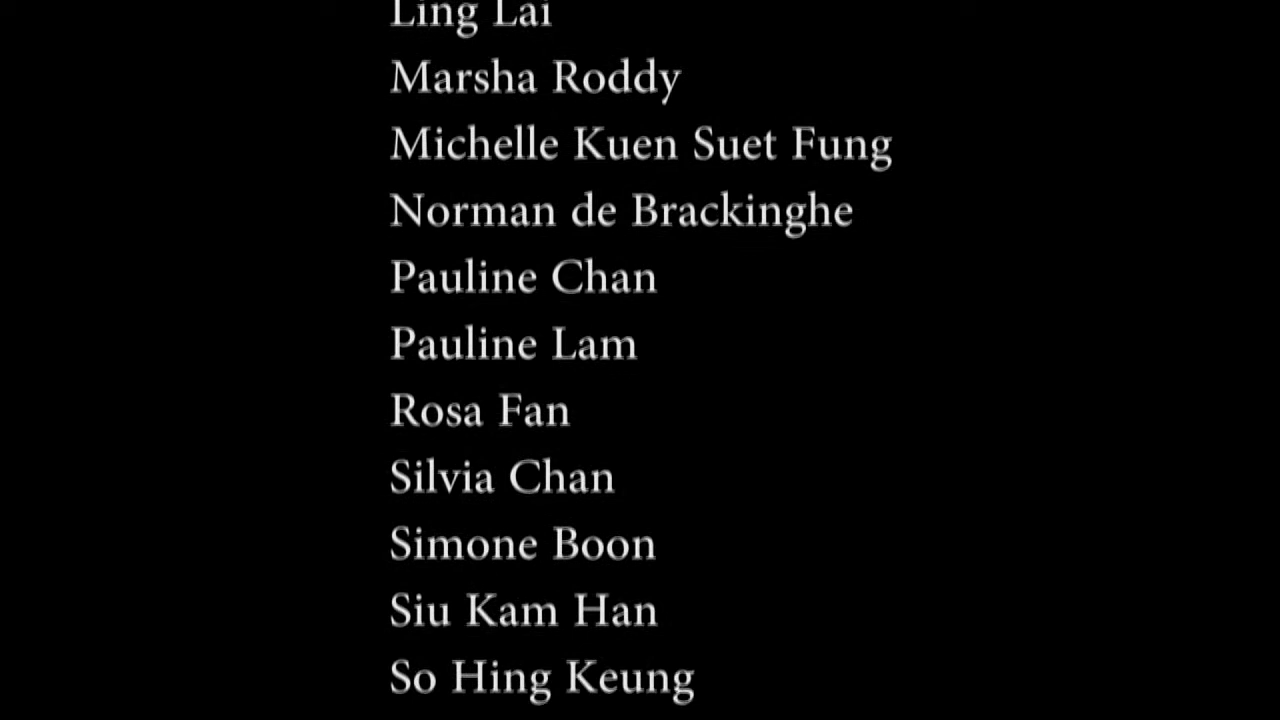 Ling Lai
Marsha Roddy
Michelle Kuen Suet Fung
Norman de Brackinghe
Pauline Chan
Pauline Lam
Rosa Fan
Silvia Chan
Simone Boon
Siu Kam Han
So Hing Keung